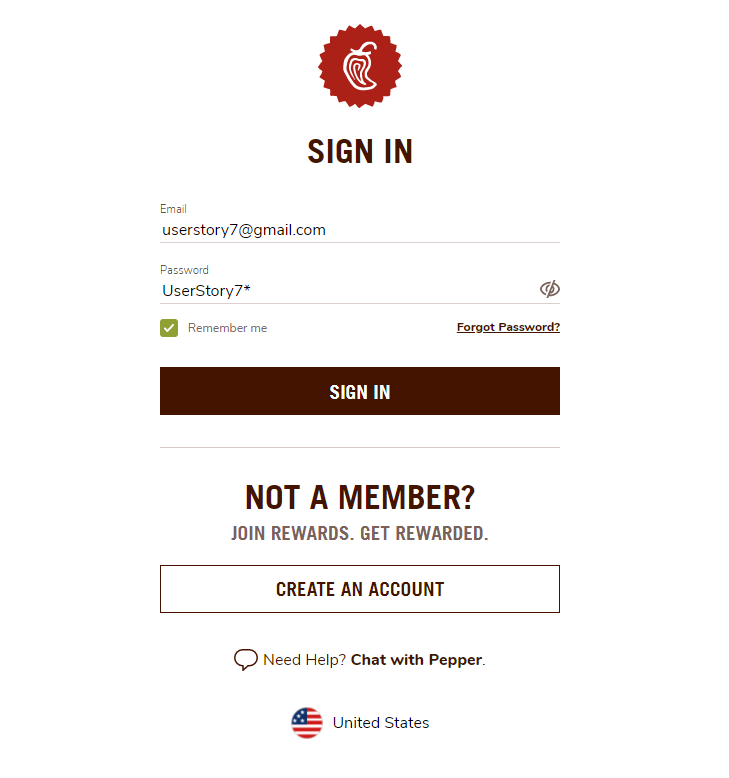 SIGN IN
Email
userstory7@gmail.com
Password
UserStory7*
Remember me Forgot Password?
SIGN IN
NOT A MEMBER?
JOIN REWARDS. GET REWARDED.
CREATE AN ACCOUNT
Need Help? Chat with Pepper.
United States